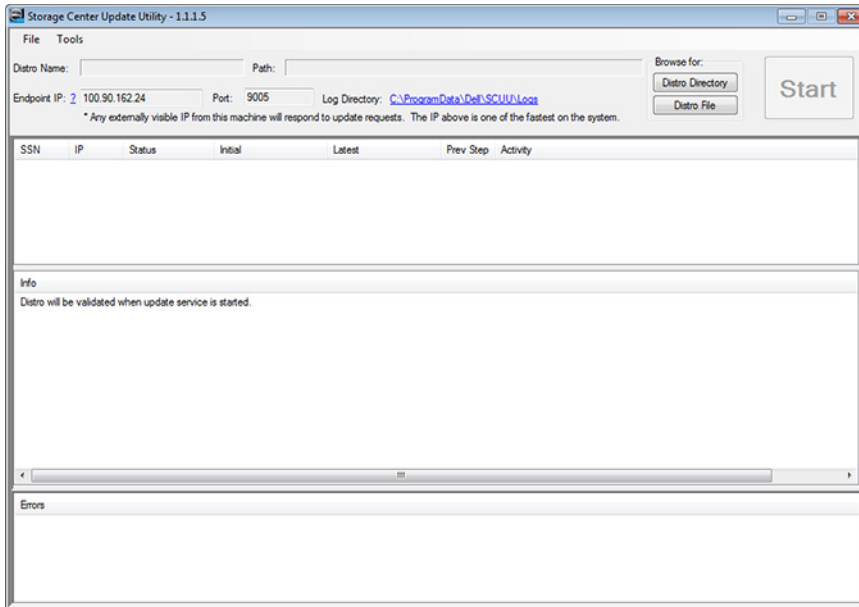 Storage Center Update Utility - 1.1.1.5
File Tools
Distro Name: Path: Browse for:
Distro Directory
Start
Endpoint IP: ? 100.90.162.24 Port: 9005 Log Directory: C:\ProgramData\Dell\SCUU\Logs
Distro File
* Any externally visible IP from this machine will respond to update requests. The IP above is one of the fastest on the system.
SSN IP Status Initial Latest Prev Step Activity
Info
Distro will be validated when update service is started.
Errors